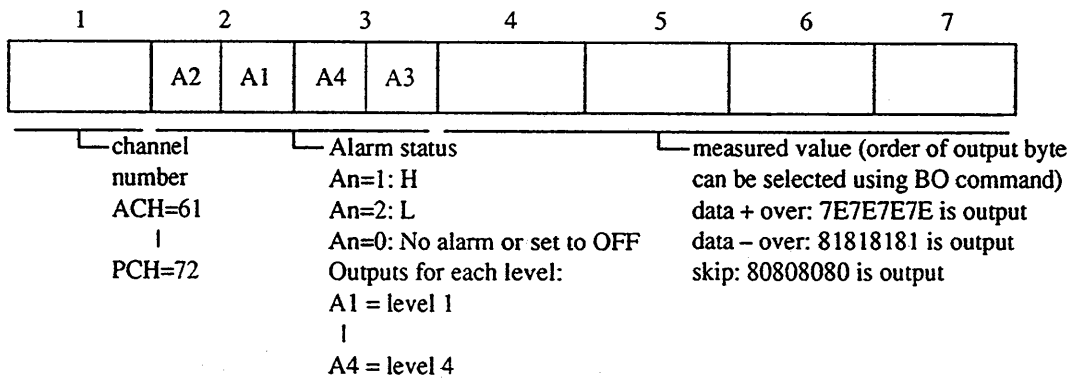 1 2 3 4 5 6 7
A2 A1 A4 A3
channel
number
ACH=61
|
PCH=72
Alarm status
An=1: H
An=2: L
An=0: No alarm or set to OFF
Outputs for each level:
A1 = level 1
|
A4 = level 4
measured value (order of output byte
can be selected using BO command)
data + over: 7E7E7E7E is output
data – over: 81818181 is output
skip: 80808080 is output